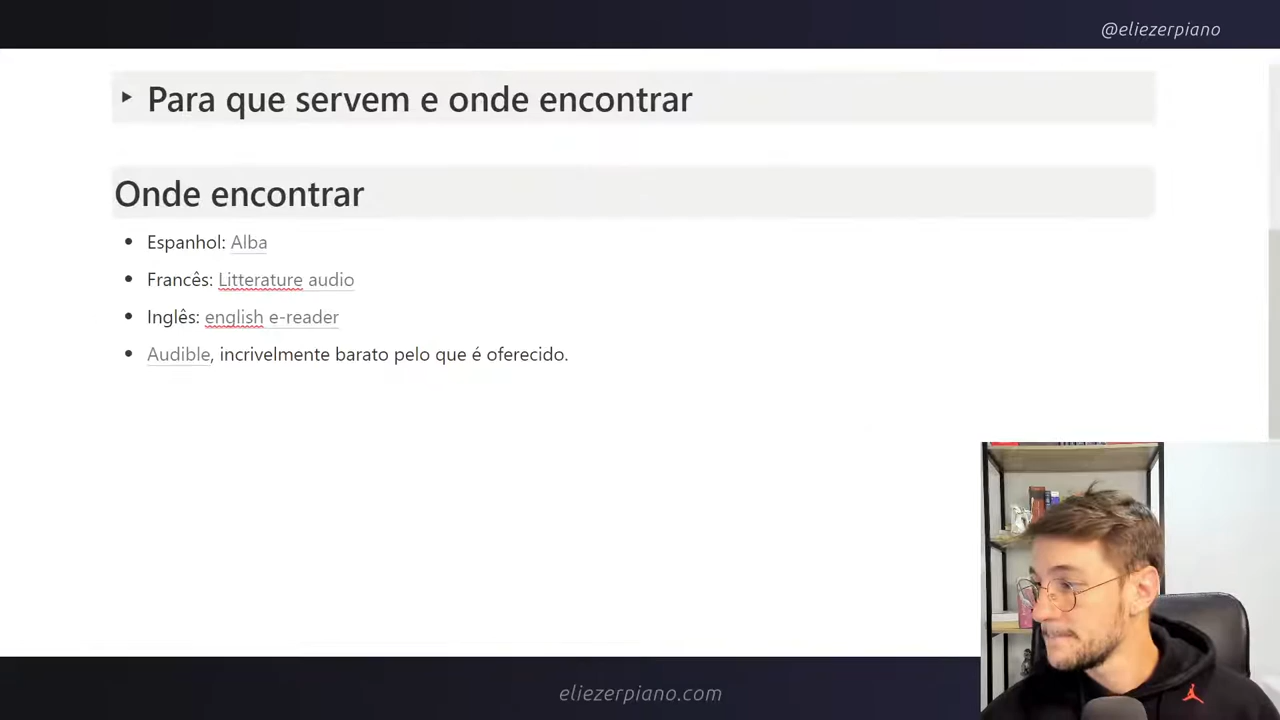 @eliezerpiano
Para que servem e onde encontrar
Onde encontrar
Espanhol: Alba
Francês: Litterature audio
Inglês: english e-reader
Audible, incrivelmente barato pelo que é oferecido.
eliezerpiano.com